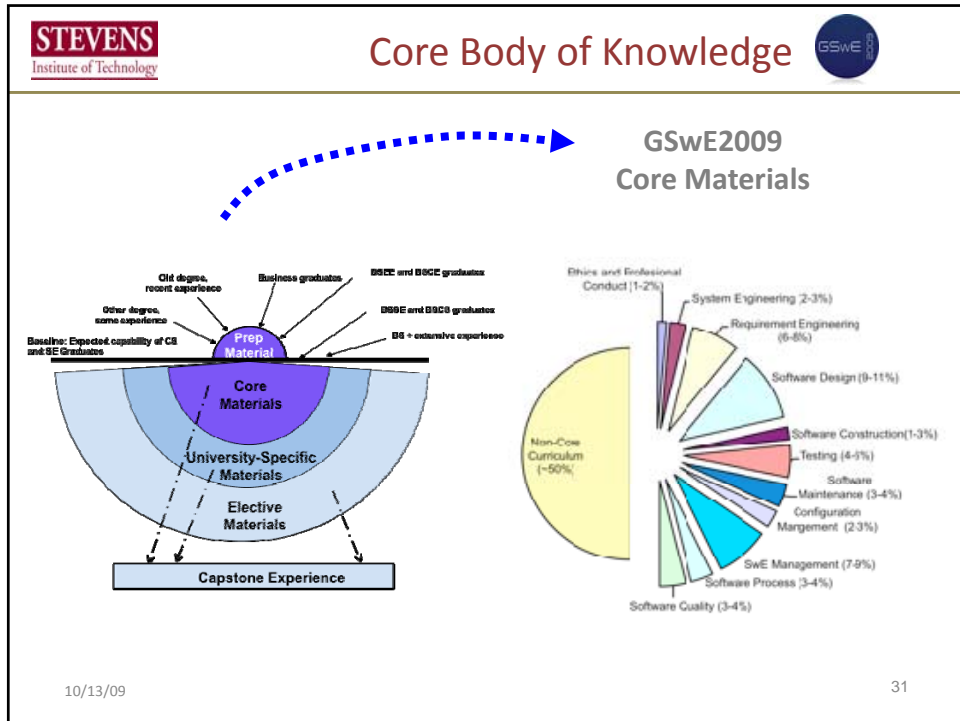 STEVENS
Institute of Technology
Core Body of Knowledge
GSwE
2009
GSwE2009
Core Materials
Old degree,
recent experience
Business graduates
BSEE and BSCE graduates
Other degree,
some experience
BSSE and BSCS graduates
BS + extensive experience
Baseline: Expected capability of CS
and SE Graduates
Prep
Material
Core
Materials
University-Specific
Materials
Elective
Materials
Capstone Experience
Ethics and Profesional
Conduct (1-2%)
System Engineering (2-3%)
Requirement Engineering
(6-8%)
Software Design (9-11%)
Software Construction(1-3%)
Testing (4-6%)
Software
Maintenance (3-4%)
Configuration
Mangement (2-3%)
SwE Management (7-9%)
Software Process (3-4%)
Software Quality (3-4%)
Non-Core
Curriculum
(~50%)
10/13/09
31